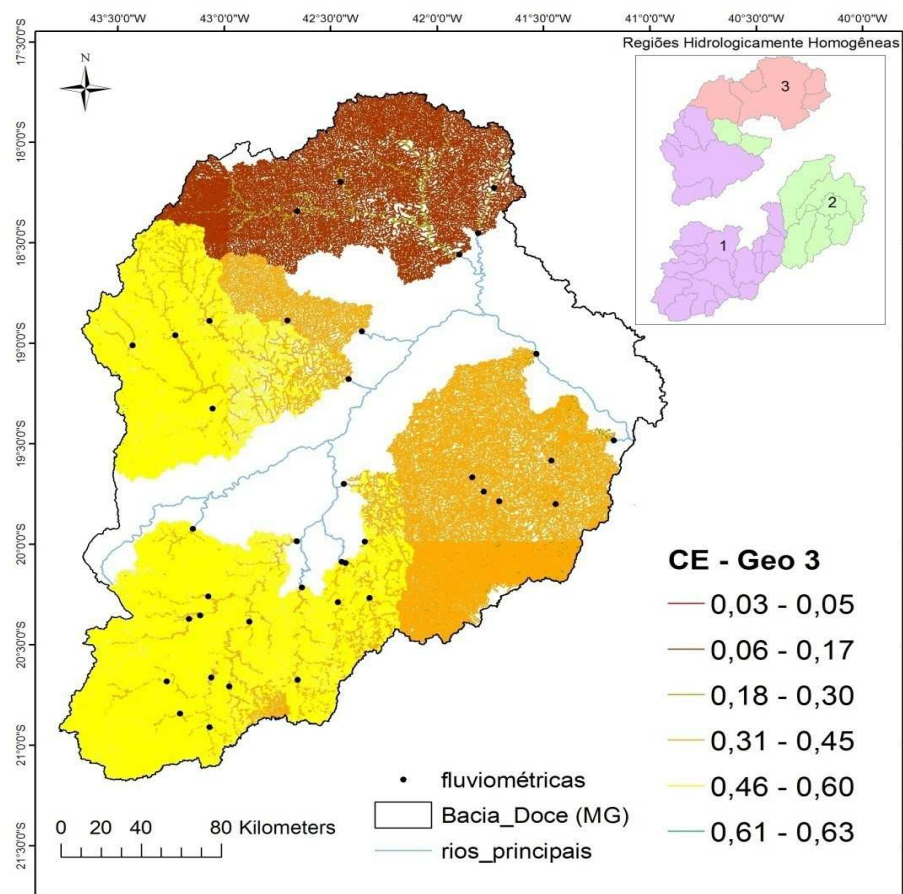 43°30'0"W 43°0'0"W 42°30'0"W 42°0'0"W 41°30'0"W 41°0'0"W 40°30'0"W 40°0'0"W
17°30'0"S
18°0'0"S
18°30'0"S
19°0'0"S
19°30'0"S
20°0'0"S
20°30'0"S
21°0'0"S
21°30'0"S
N
Regiões Hidrologicamente Homogêneas
3
2
1
CE - Geo 3
0,03 - 0,05
0,06 - 0,17
0,18 - 0,30
0,31 - 0,45
0,46 - 0,60
0,61 - 0,63
fluviométricas
Bacia_Doce (MG)
rios_principais
0 20 40 80 Kilometers